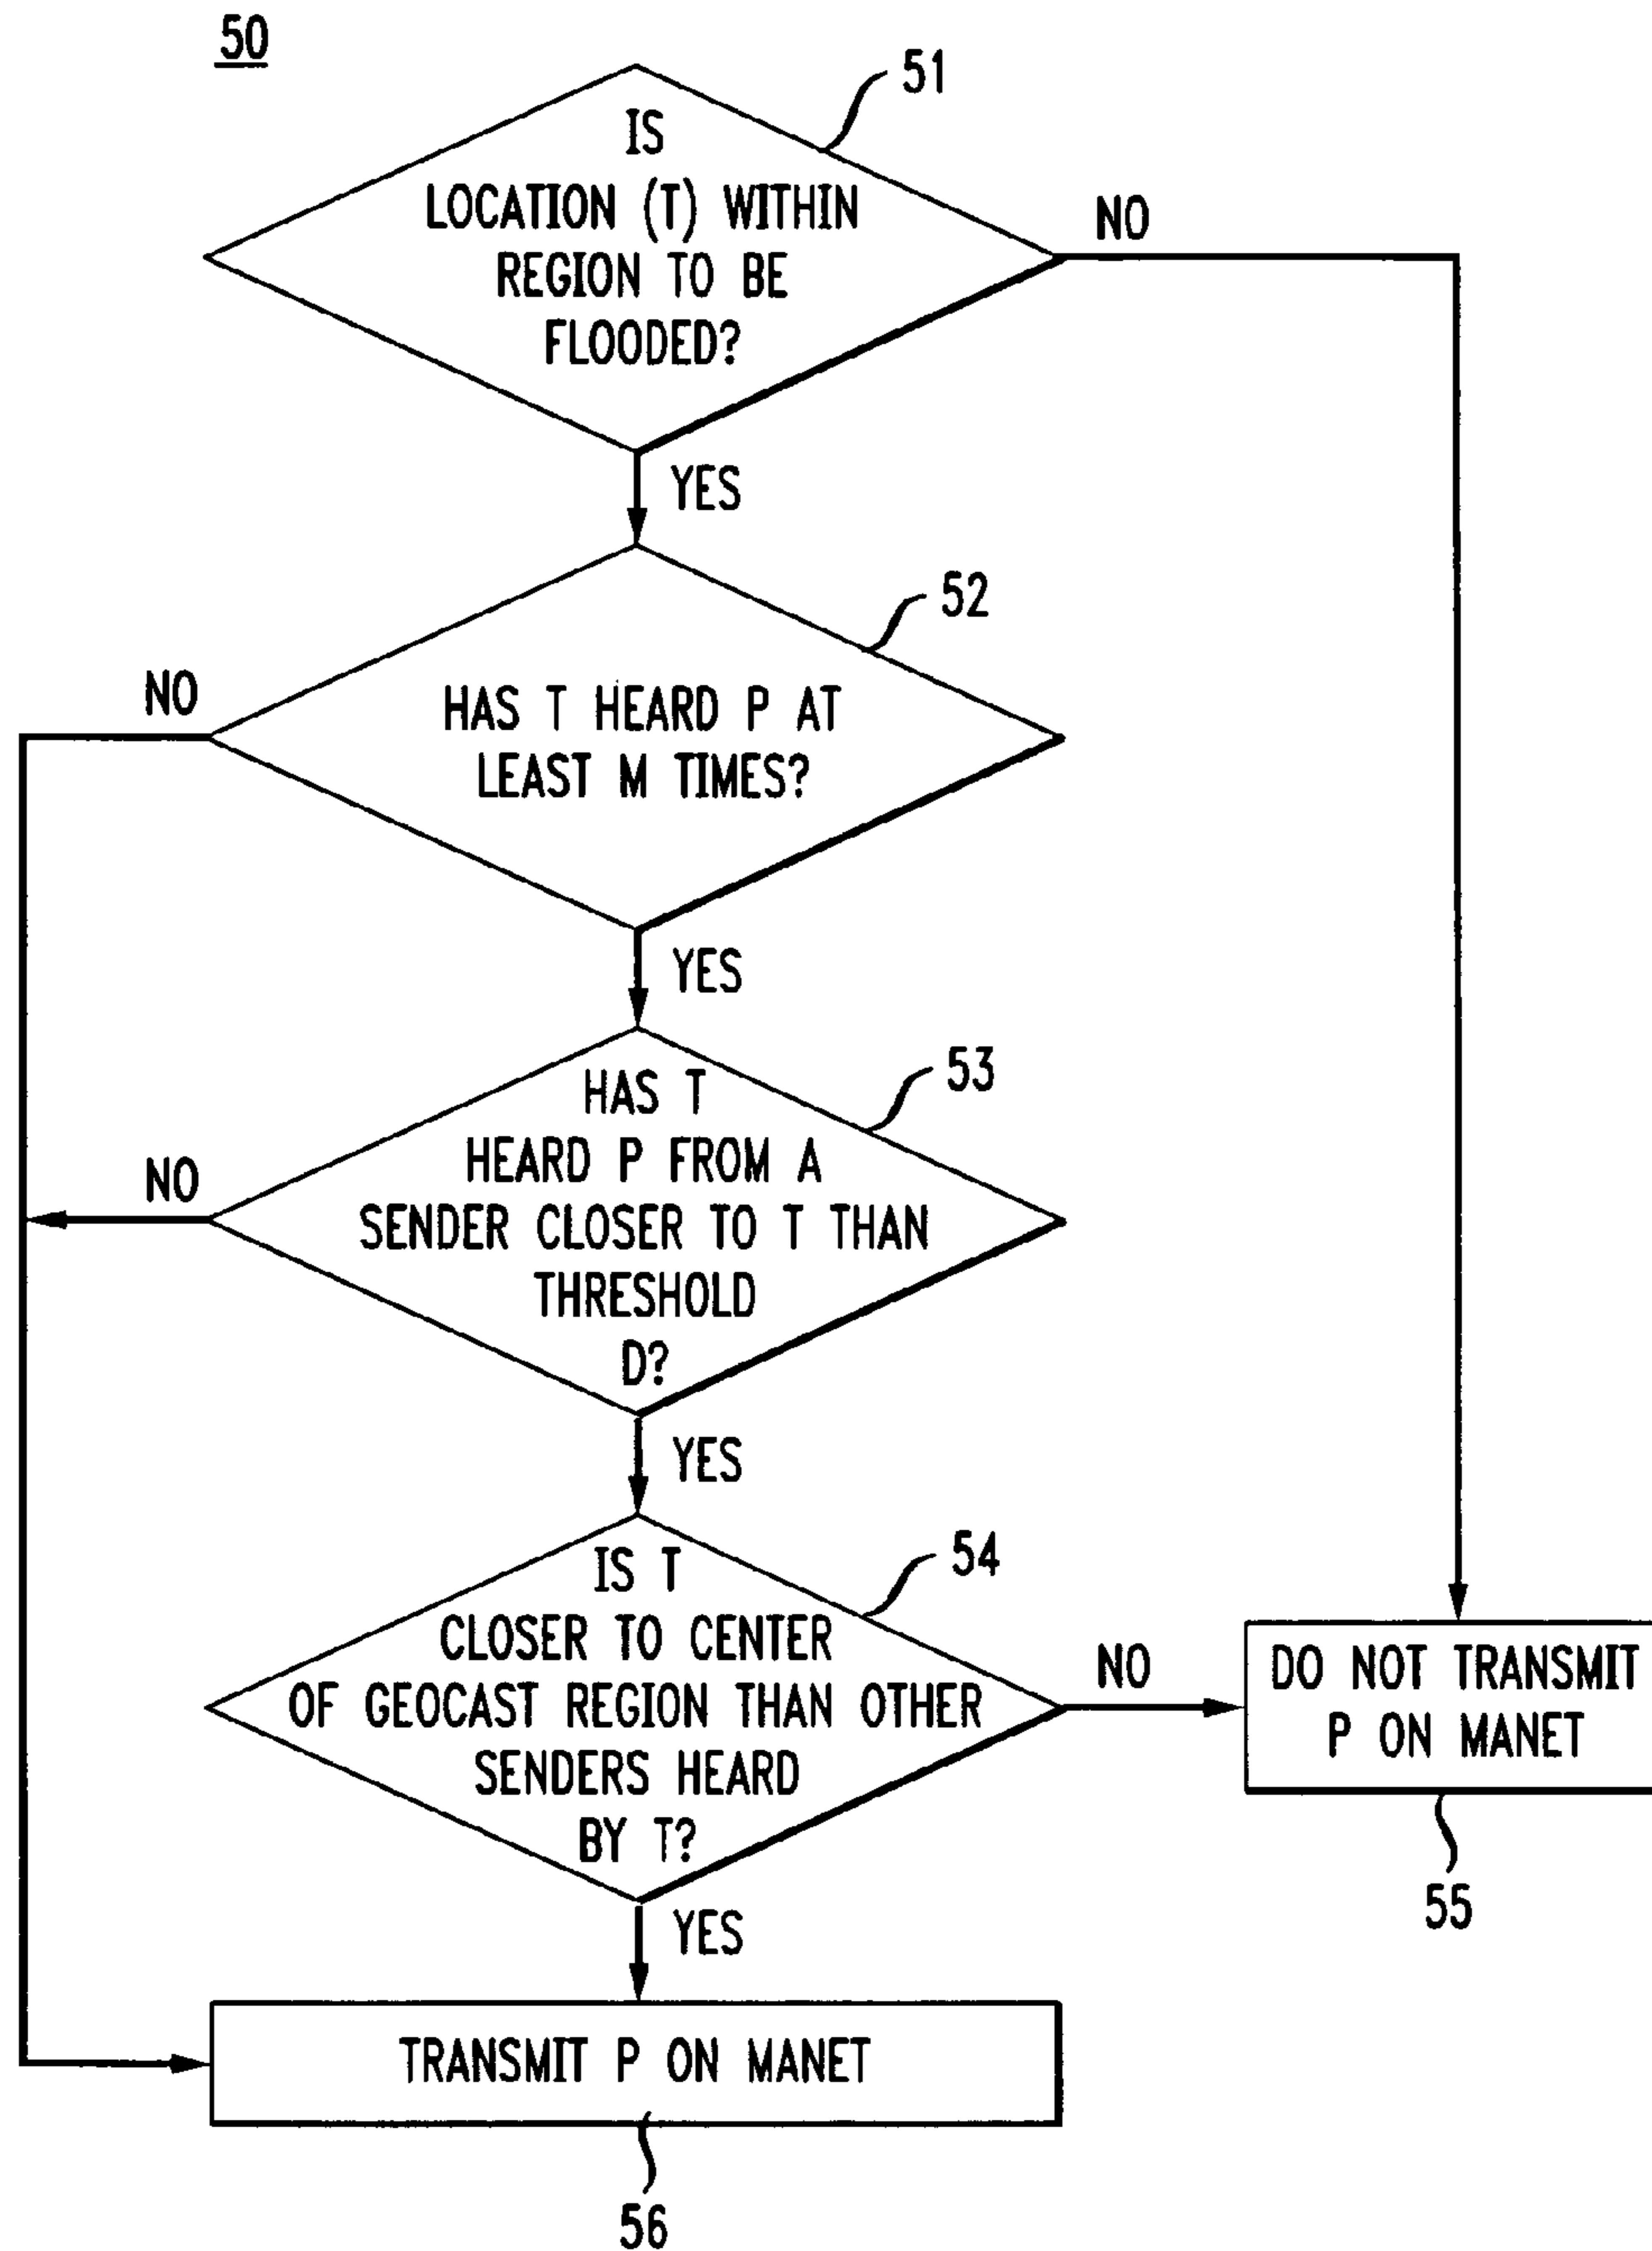 50
51
IS
LOCATION (T) WITHIN
REGION TO BE
FLOODED?
NO
YES
52
NO
HAS T HEARD P AT
LEAST M TIMES?
YES
53
HAS T
HEARD P FROM A
SENDER CLOSER TO T THAN
THRESHOLD
D?
NO
YES
54
IS T
CLOSER TO CENTER
OF GEOCAST REGION THAN OTHER
SENDERS HEARD
BY T?
NO
DO NOT TRANSMIT
P ON MANET
55
YES
TRANSMIT P ON MANET
56